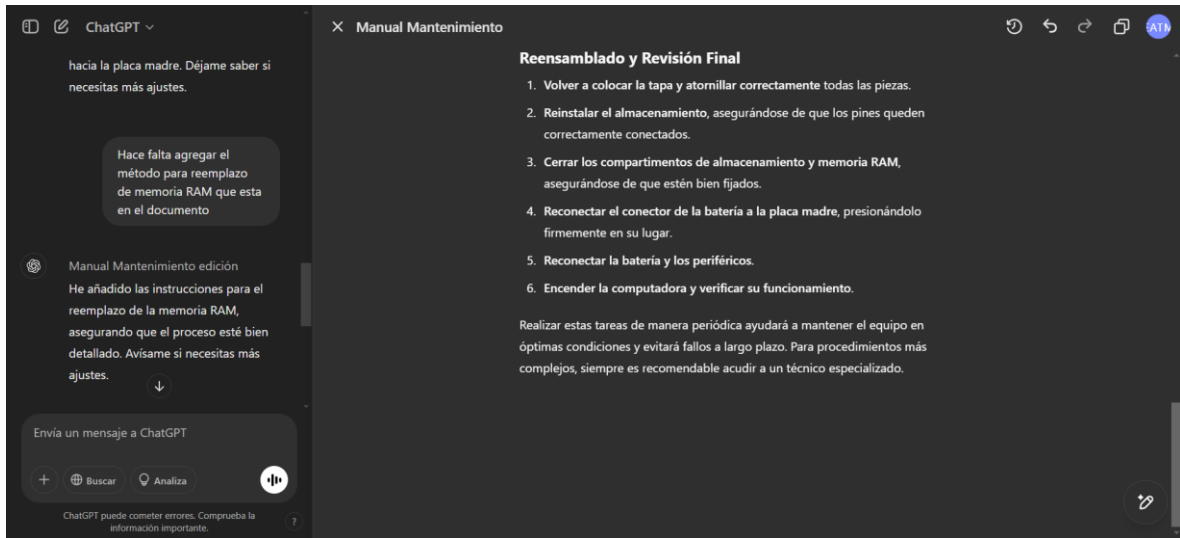 ChatGPT
hacia la placa madre. Déjame saber si
necesitas más ajustes.
Hace falta agregar el
método para reemplazo
de memoria RAM que esta
en el documento
Manual Mantenimiento edición
He añadido las instrucciones para el
reemplazo de la memoria RAM,
asegurando que el proceso esté bien
detallado. Avísame si necesitas más
ajustes.
Envía un mensaje a ChatGPT
Buscar
Analiza
ChatGPT puede cometer errores. Comprueba la
información importante.
?
Manual Mantenimiento
Reensamblado y Revisión Final
1. Volver a colocar la tapa y atornillar correctamente todas las piezas.
2. Reinstalar el almacenamiento, asegurándose de que los pines queden
correctamente conectados.
3. Cerrar los compartimentos de almacenamiento y memoria RAM,
asegurándose de que estén bien fijados.
4. Reconectar el conector de la batería a la placa madre, presionándolo
firmemente en su lugar.
5. Reconectar la batería y los periféricos.
6. Encender la computadora y verificar su funcionamiento.
Realizar estas tareas de manera periódica ayudará a mantener el equipo en
óptimas condiciones y evitará fallos a largo plazo. Para procedimientos más
complejos, siempre es recomendable acudir a un técnico especializado.